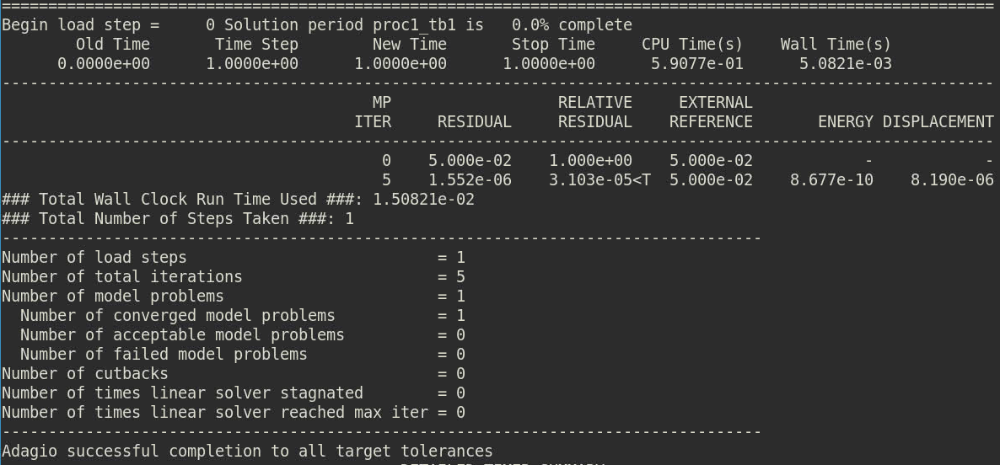 Begin load step =     0 Solution period proc1_tb1 is   0.0% complete
Old Time Time Step New Time Stop Time CPU Time(s) Wall Time(s)
0.0000e+00 1.0000e+00 1.0000e+00 1.0000e+00 5.9077e-01 5.0821e-03
MP RELATIVE EXTERNAL
ITER RESIDUAL RESIDUAL REFERENCE ENERGY DISPLACEMENT
0 5.000e-02 1.000e+00 5.000e-02 - -
5 1.552e-06 3.103e-05<T 5.000e-02 8.677e-10 8.190e-06
### Total Wall Clock Run Time Used ###: 1.50821e-02
### Total Number of Steps Taken ###: 1
Number of load steps = 1
Number of total iterations = 5
Number of model problems = 1
Number of converged model problems = 1
Number of acceptable model problems = 0
Number of failed model problems = 0
Number of cutbacks = 0
Number of times linear solver stagnated = 0
Number of times linear solver reached max iter = 0
Adagio successful completion to all target tolerances